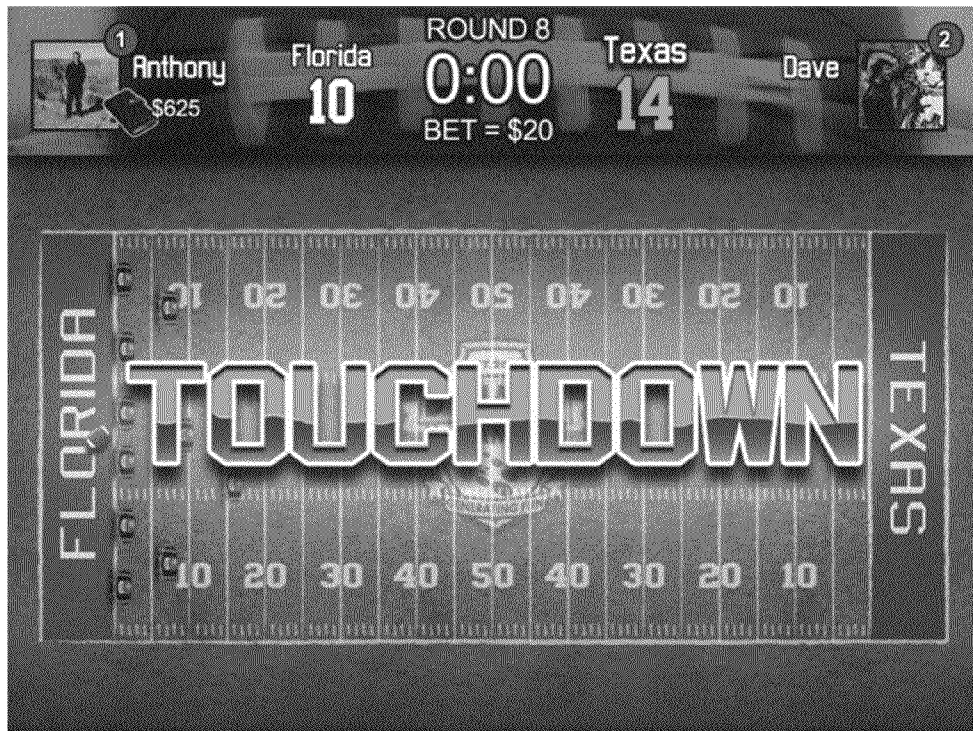 1
Anthony
$625
Florida
10
ROUND 8
0:00
BET = $20
Texas
14
Dave
2
10 20 30 40 50 40 30 20 10
FLORIDA
TOUCHDOWN
TEXAS
10 20 30 40 50 40 30 20 10